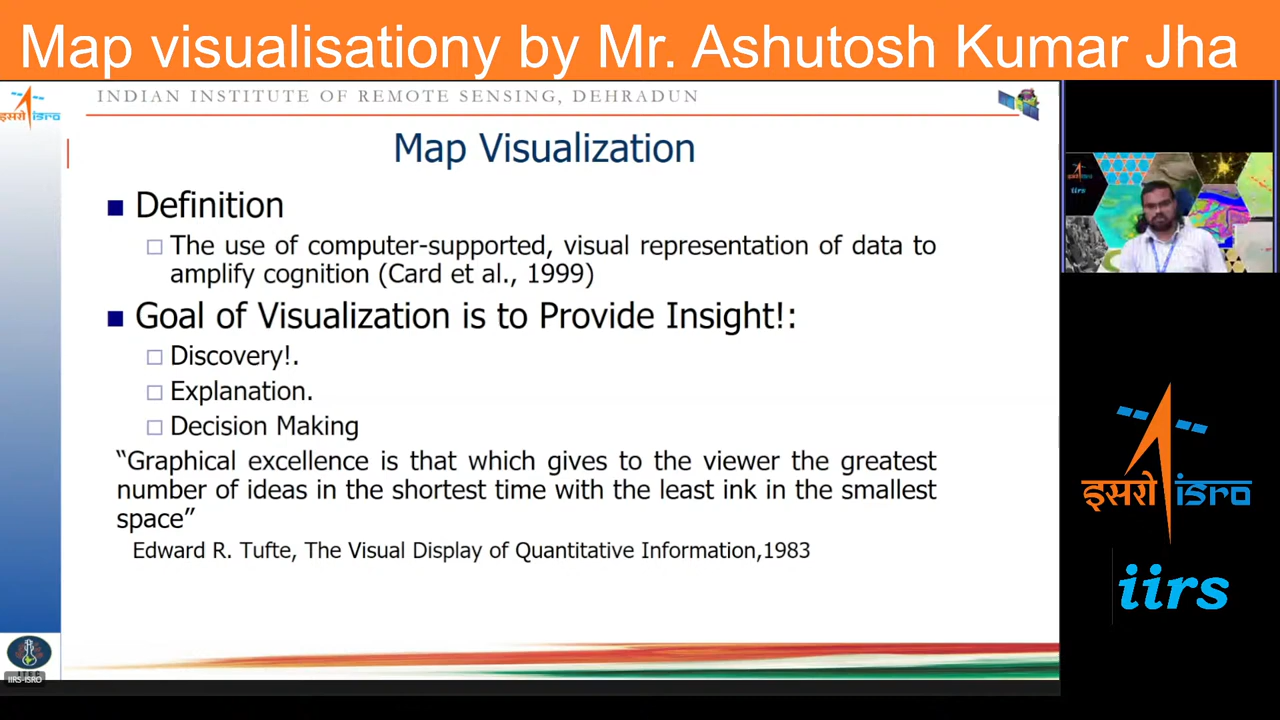 Map visualisationy by Mr. Ashutosh Kumar Jha
INDIAN INSTITUTE OF REMOTE SENSING, DEHRADUN
इसरो isro
Map Visualization
Definition
The use of computer-supported, visual representation of data to
amplify cognition (Card et al., 1999)
Goal of Visualization is to Provide Insight!:
Discovery!.
Explanation.
Decision Making
“Graphical excellence is that which gives to the viewer the greatest
number of ideas in the shortest time with the least ink in the smallest
space”
Edward R. Tufte, The Visual Display of Quantitative Information,1983
IIRS-ISRO
iirs
इसरो isro
iirs